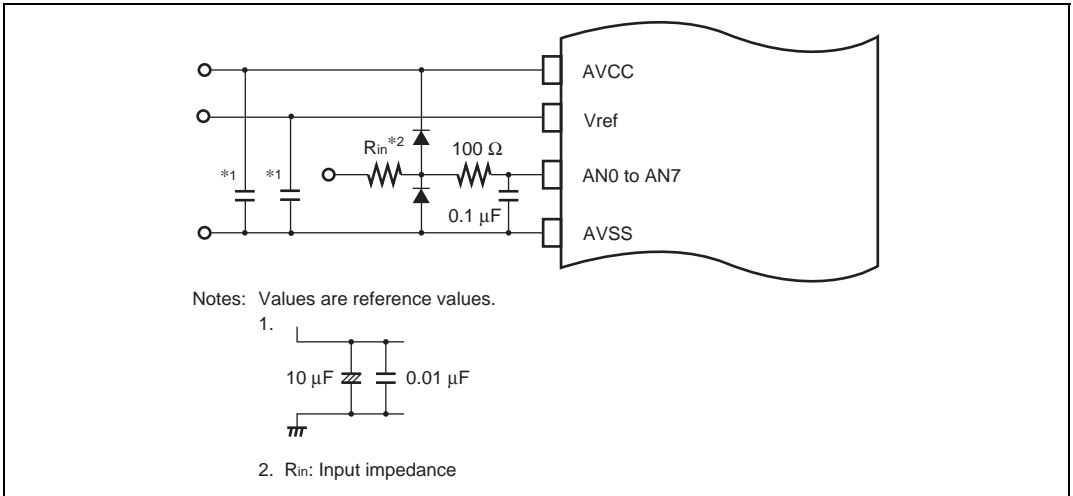 AVCC
Vref
Rin*2
100 Ω
*1
*1
AN0 to AN7
0.1 μF
AVSS
Notes: Values are reference values.
1.
10 μF
0.01 μF
2. Rin: Input impedance